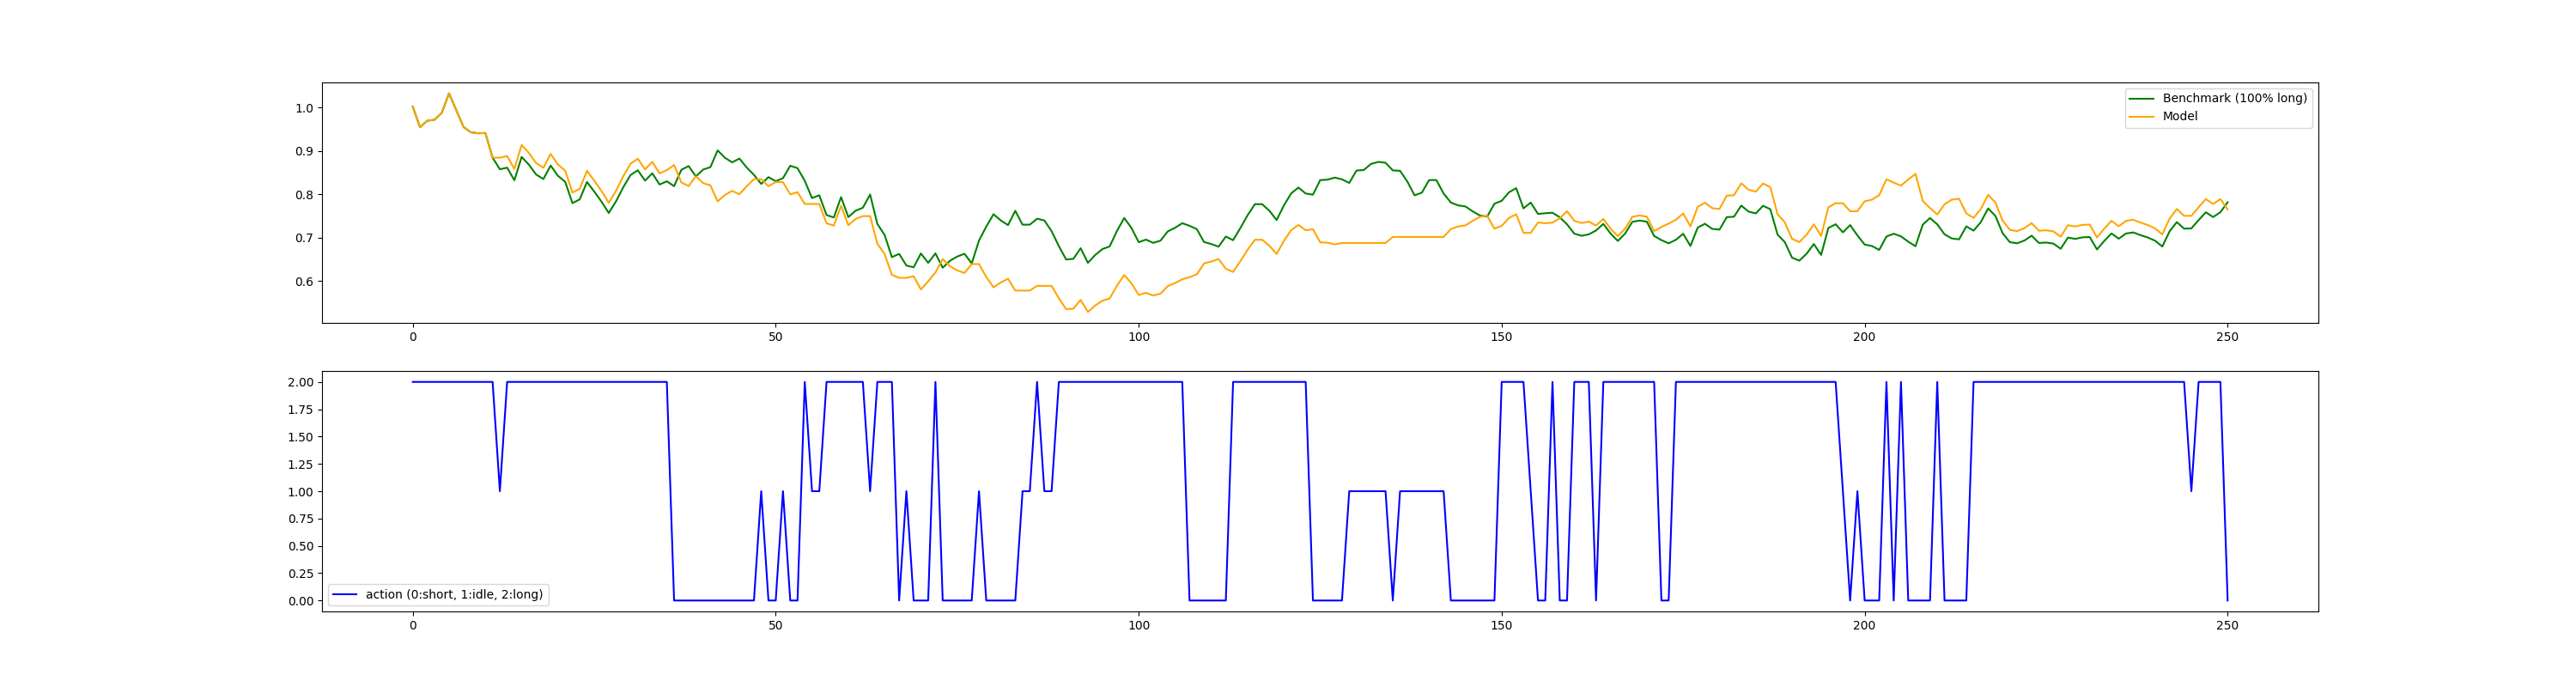 1.0
0.9
0.8
0.7
0.6
Benchmark (100% long)
Model
0 50 100 150 200 250
2.00
1.75
1.50
1.25
1.00
0.75
0.50
0.25
0.00
action (0:short, 1:idle, 2:long)
0 50 100 150 200 250